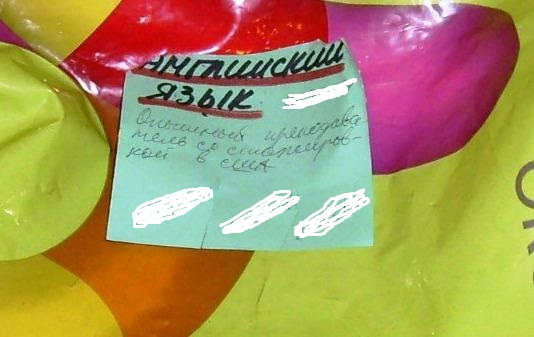 Английский
язык
Опытный преподава-
тель со стажиров-
кой в США